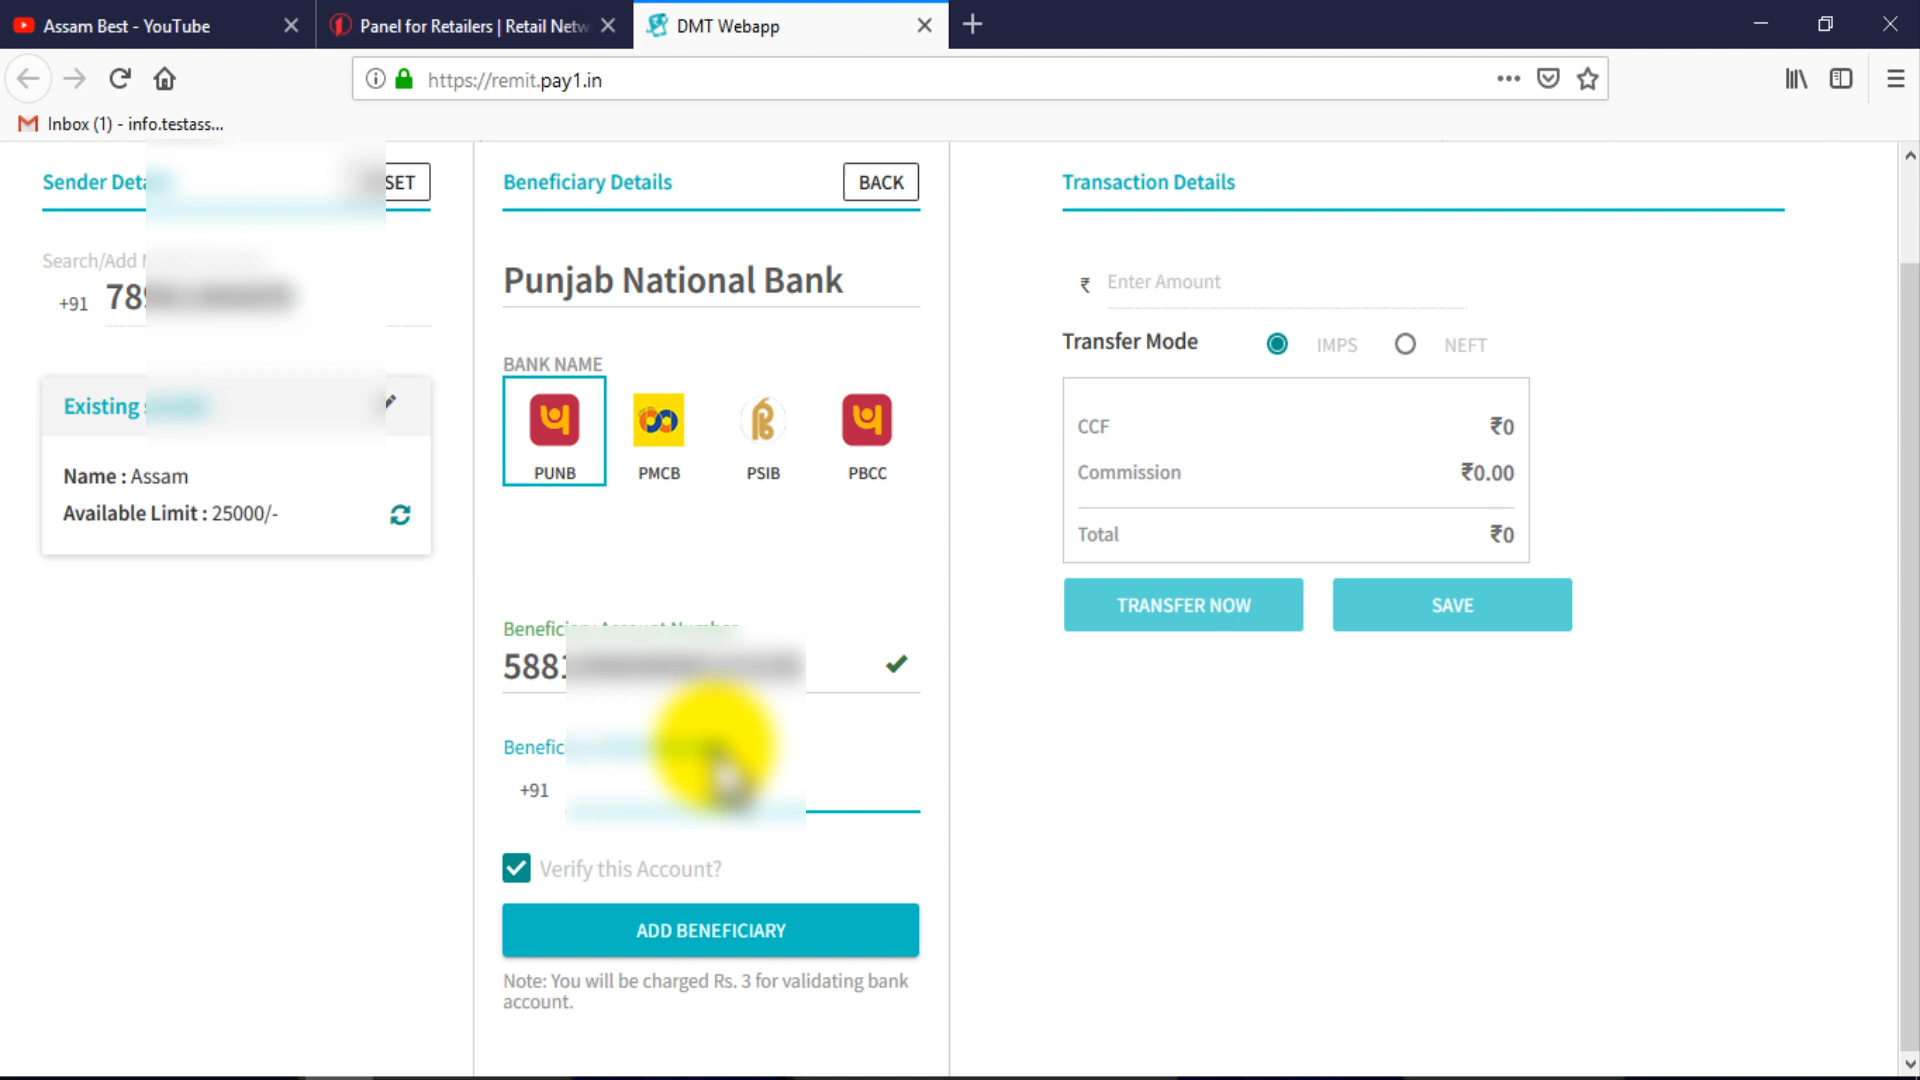 Assam Best - YouTube
Panel for Retailers | Retail Netw
DMT Webapp
https://remit.pay1.in
Inbox (1) - info.testass...
Sender
SET
Search/Add
+91 78
Existing
Name : Assam
Available Limit : 25000/-
Beneficiary Details
BACK
Punjab National Bank
BANK NAME
PUNB
PMCB
PSIB
PBCC
588
+91
Verify this Account?
ADD BENEFICIARY
Note: You will be charged Rs. 3 for validating bank
account.
Transaction Details
₹ Enter Amount
Transfer Mode IMPS NEFT
CCF ₹0
Commission ₹0.00
Total ₹0
TRANSFER NOW
SAVE